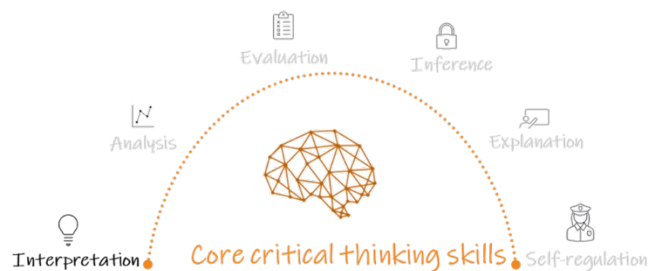 Evaluation
Inference
Analysis
Explanation
Interpretation
Core critical thinking skills
Self-regulation